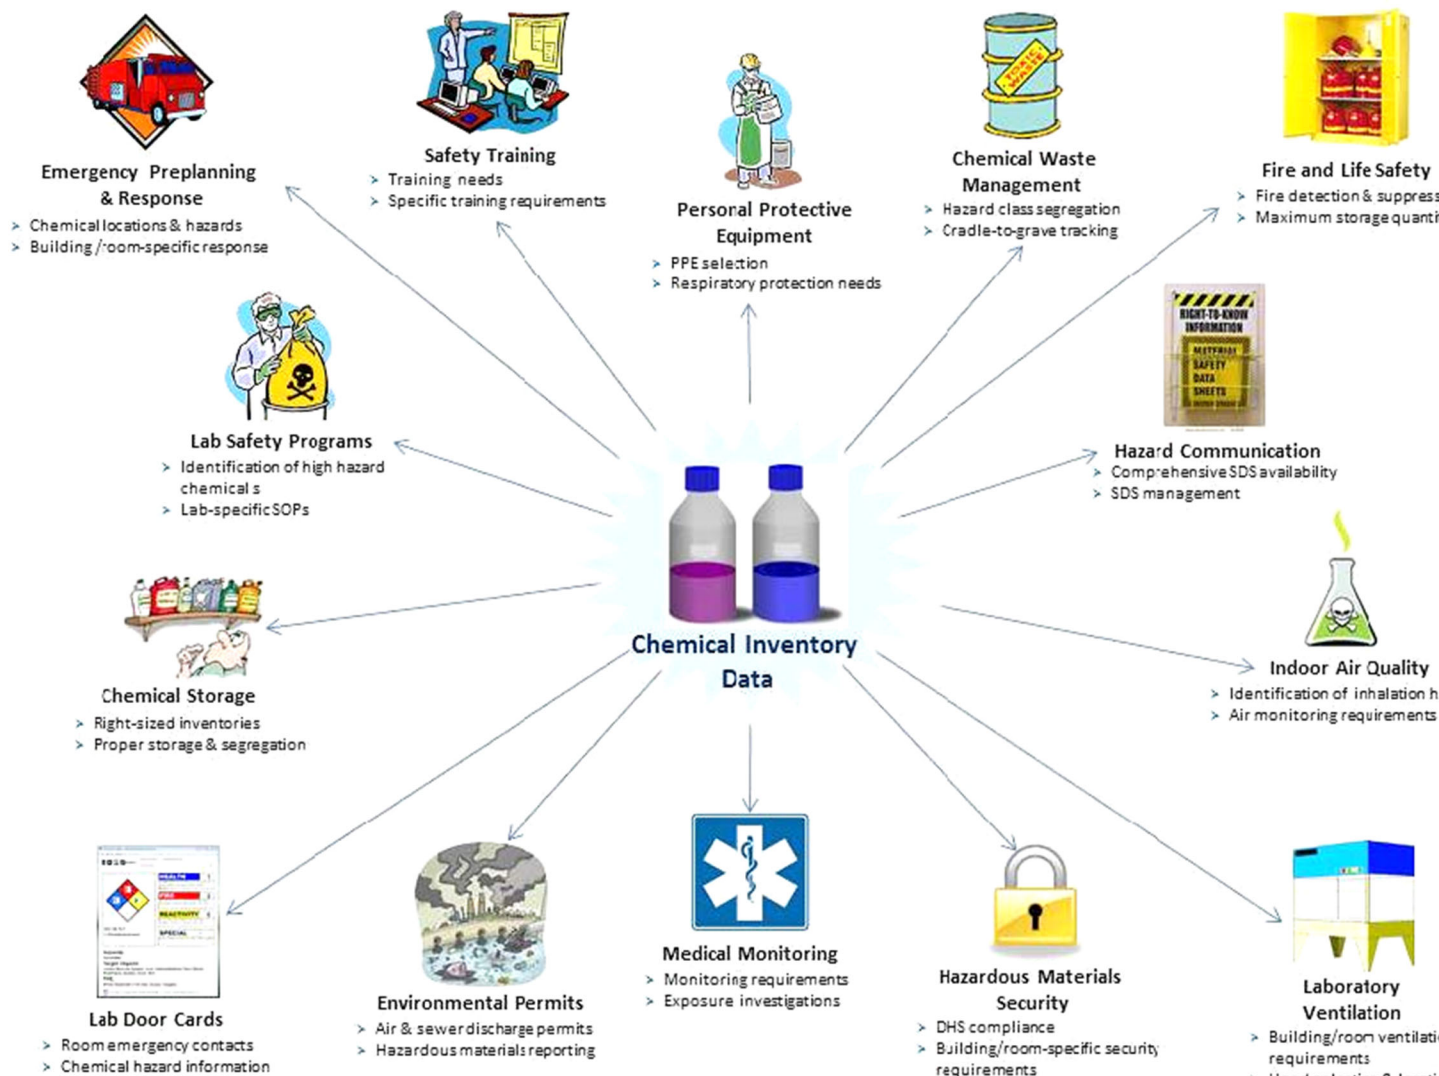 Emergency Preplanning
& Response
Chemical locations & hazards
Building/room-specific response
Safety Training
Training needs
Specific training requirements
Personal Protective
Equipment
PPE selection
Respiratory protection needs
TOXIC
WASTE
Chemical Waste
Management
Hazard class segregation
Cradle-to-grave tracking
Fire and Life Safety
Fire detection & suppress
Maximum storage quanti
Lab Safety Programs
Identification of high hazard
chemicals
Lab-specific SOPs
RIGHT-TO-KNOW
INFORMATION
MATERIAL
SAFETY
DATA
SHEETS
Hazard Communication
Comprehensive SDS availability
SDS management
Chemical Storage
Right-sized inventories
Proper storage & segregation
Chemical Inventory
Data
Indoor Air Quality
Identification of inhalation h
Air monitoring requirements
HEALTH
FIRE
REACTIVITY
SPECIAL
Lab Door Cards
Room emergency contacts
Chemical hazard information
Environmental Permits
Air & sewer discharge permits
Hazardous materials reporting
Medical Monitoring
Monitoring requirements
Exposure investigations
Hazardous Materials
Security
DHS compliance
Building/room-specific security
requirements
Laboratory
Ventilation
Building/room ventilati
requirements